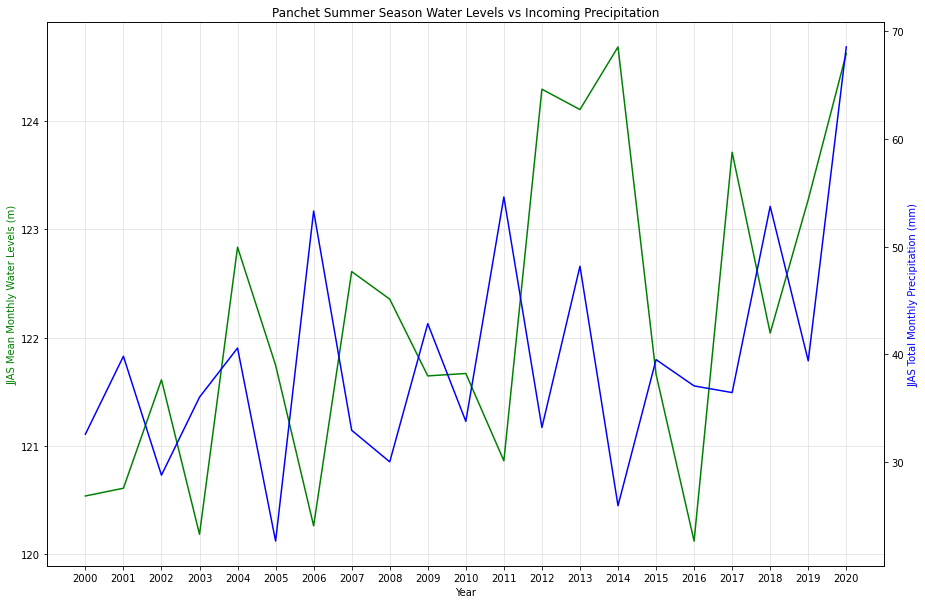 Panchet Summer Season Water Levels vs Incoming Precipitation
JJAS Mean Monthly Water Levels (m)
124
123
122
121
120
70
60
50
40
30
JJAS Total Monthly Precipitation (mm)
2000 2001 2002 2003 2004 2005 2006 2007 2008 2009 2010 2011 2012 2013 2014 2015 2016 2017 2018 2019 2020
Year